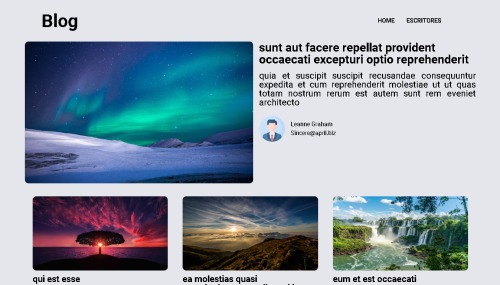 Blog
HOME ESCRITORES
sunt aut facere repellat provident
occaecati excepturi optio reprehenderit
quia et suscipit suscipit recusandae consequuntur
expedita et cum reprehenderit molestiae ut ut quas
totam nostrum rerum est autem sunt rem eveniet
architecto
Leanne Graham
Sincere@april.biz
qui est esse
ea molestias quasi
eum et est occaecati